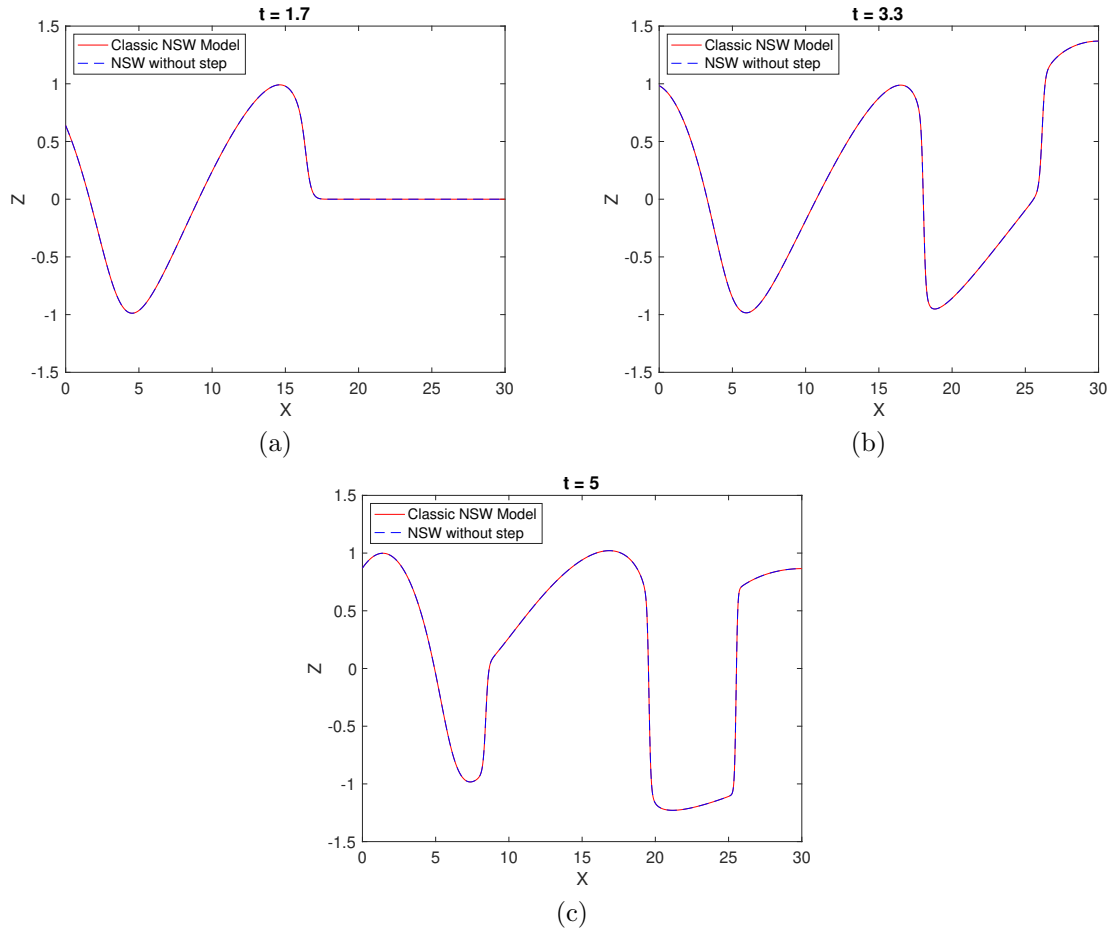 t = 1.7
Classic NSW Model
NSW without step
1.5
1
0.5
0
-0.5
-1
-1.5
Z
0 5 10 15 20 25 30
X
(a)
t = 3.3
Classic NSW Model
NSW without step
1.5
1
0.5
0
-0.5
-1
-1.5
Z
0 5 10 15 20 25 30
X
(b)
t = 5
Classic NSW Model
NSW without step
1.5
1
0.5
0
-0.5
-1
-1.5
Z
0 5 10 15 20 25 30
X
(c)